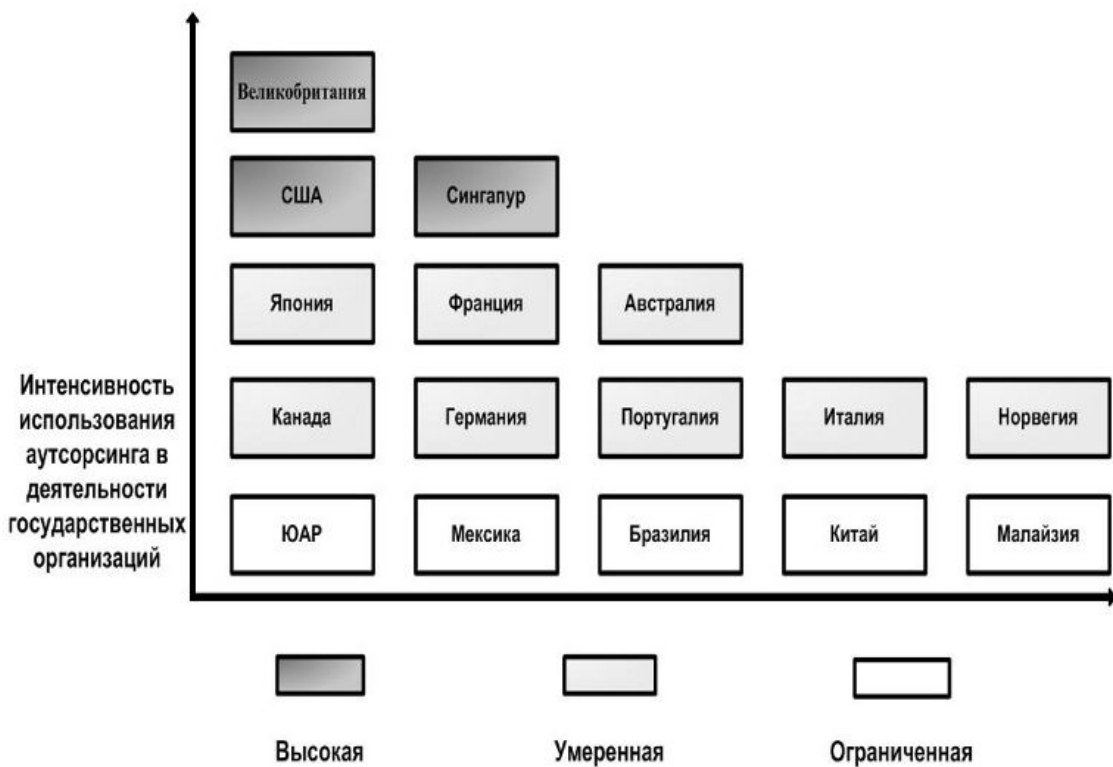 Великобритания
США Сингапур
Япония Франция Австралия
Интенсивность
использования
аутсорсинга в
деятельности
государственных
организаций
Канада Германия Португалия Италия Норвегия
ЮАР Мексика Бразилия Китай Малайзия
Высокая Умеренная Ограниченная